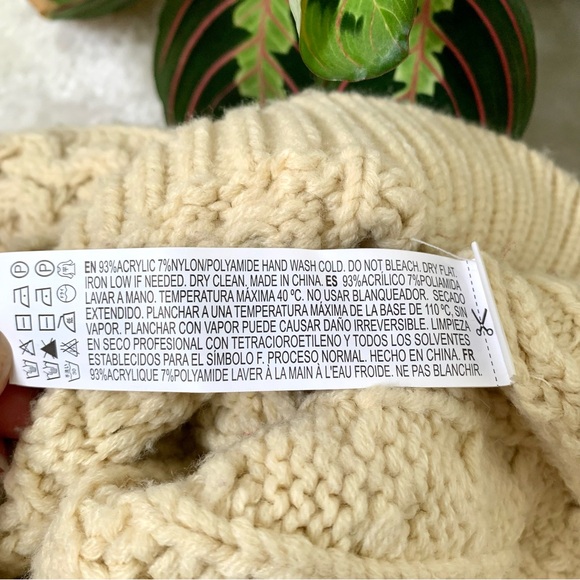 EN 93%ACRYLIC 7%NYLON/POLYAMIDE HAND WASH COLD. DO NOT BLEACH. DRY FLAT.
IRON LOW IF NEEDED. DRY CLEAN. MADE IN CHINA. ES 93%ACRÍLICO 7%POLIAMIDA
LAVAR A MANO. TEMPERATURA MÁXIMA 40 ºC. NO USAR BLANQUEADOR. SECADO
EXTENDIDO. PLANCHAR A UNA TEMPERATURA MÁXIMA DE LA BASE DE 110 ºC, SIN
VAPOR. PLANCHAR CON VAPOR PUEDE CAUSAR DAÑO IRREVERSIBLE. LIMPIEZA
EN SECO PROFESIONAL CON TETRACIOROETILENO Y TODOS LOS SOLVENTES
ESTABLECIDOS PARA EL SÍMBOLO F. PROCESO NORMAL. HECHO EN CHINA. FR
93%ACRYLIQUE 7%POLYAMIDE LAVER À LA MAIN À L'EAU FROIDE. NE PAS BLANCHIR.